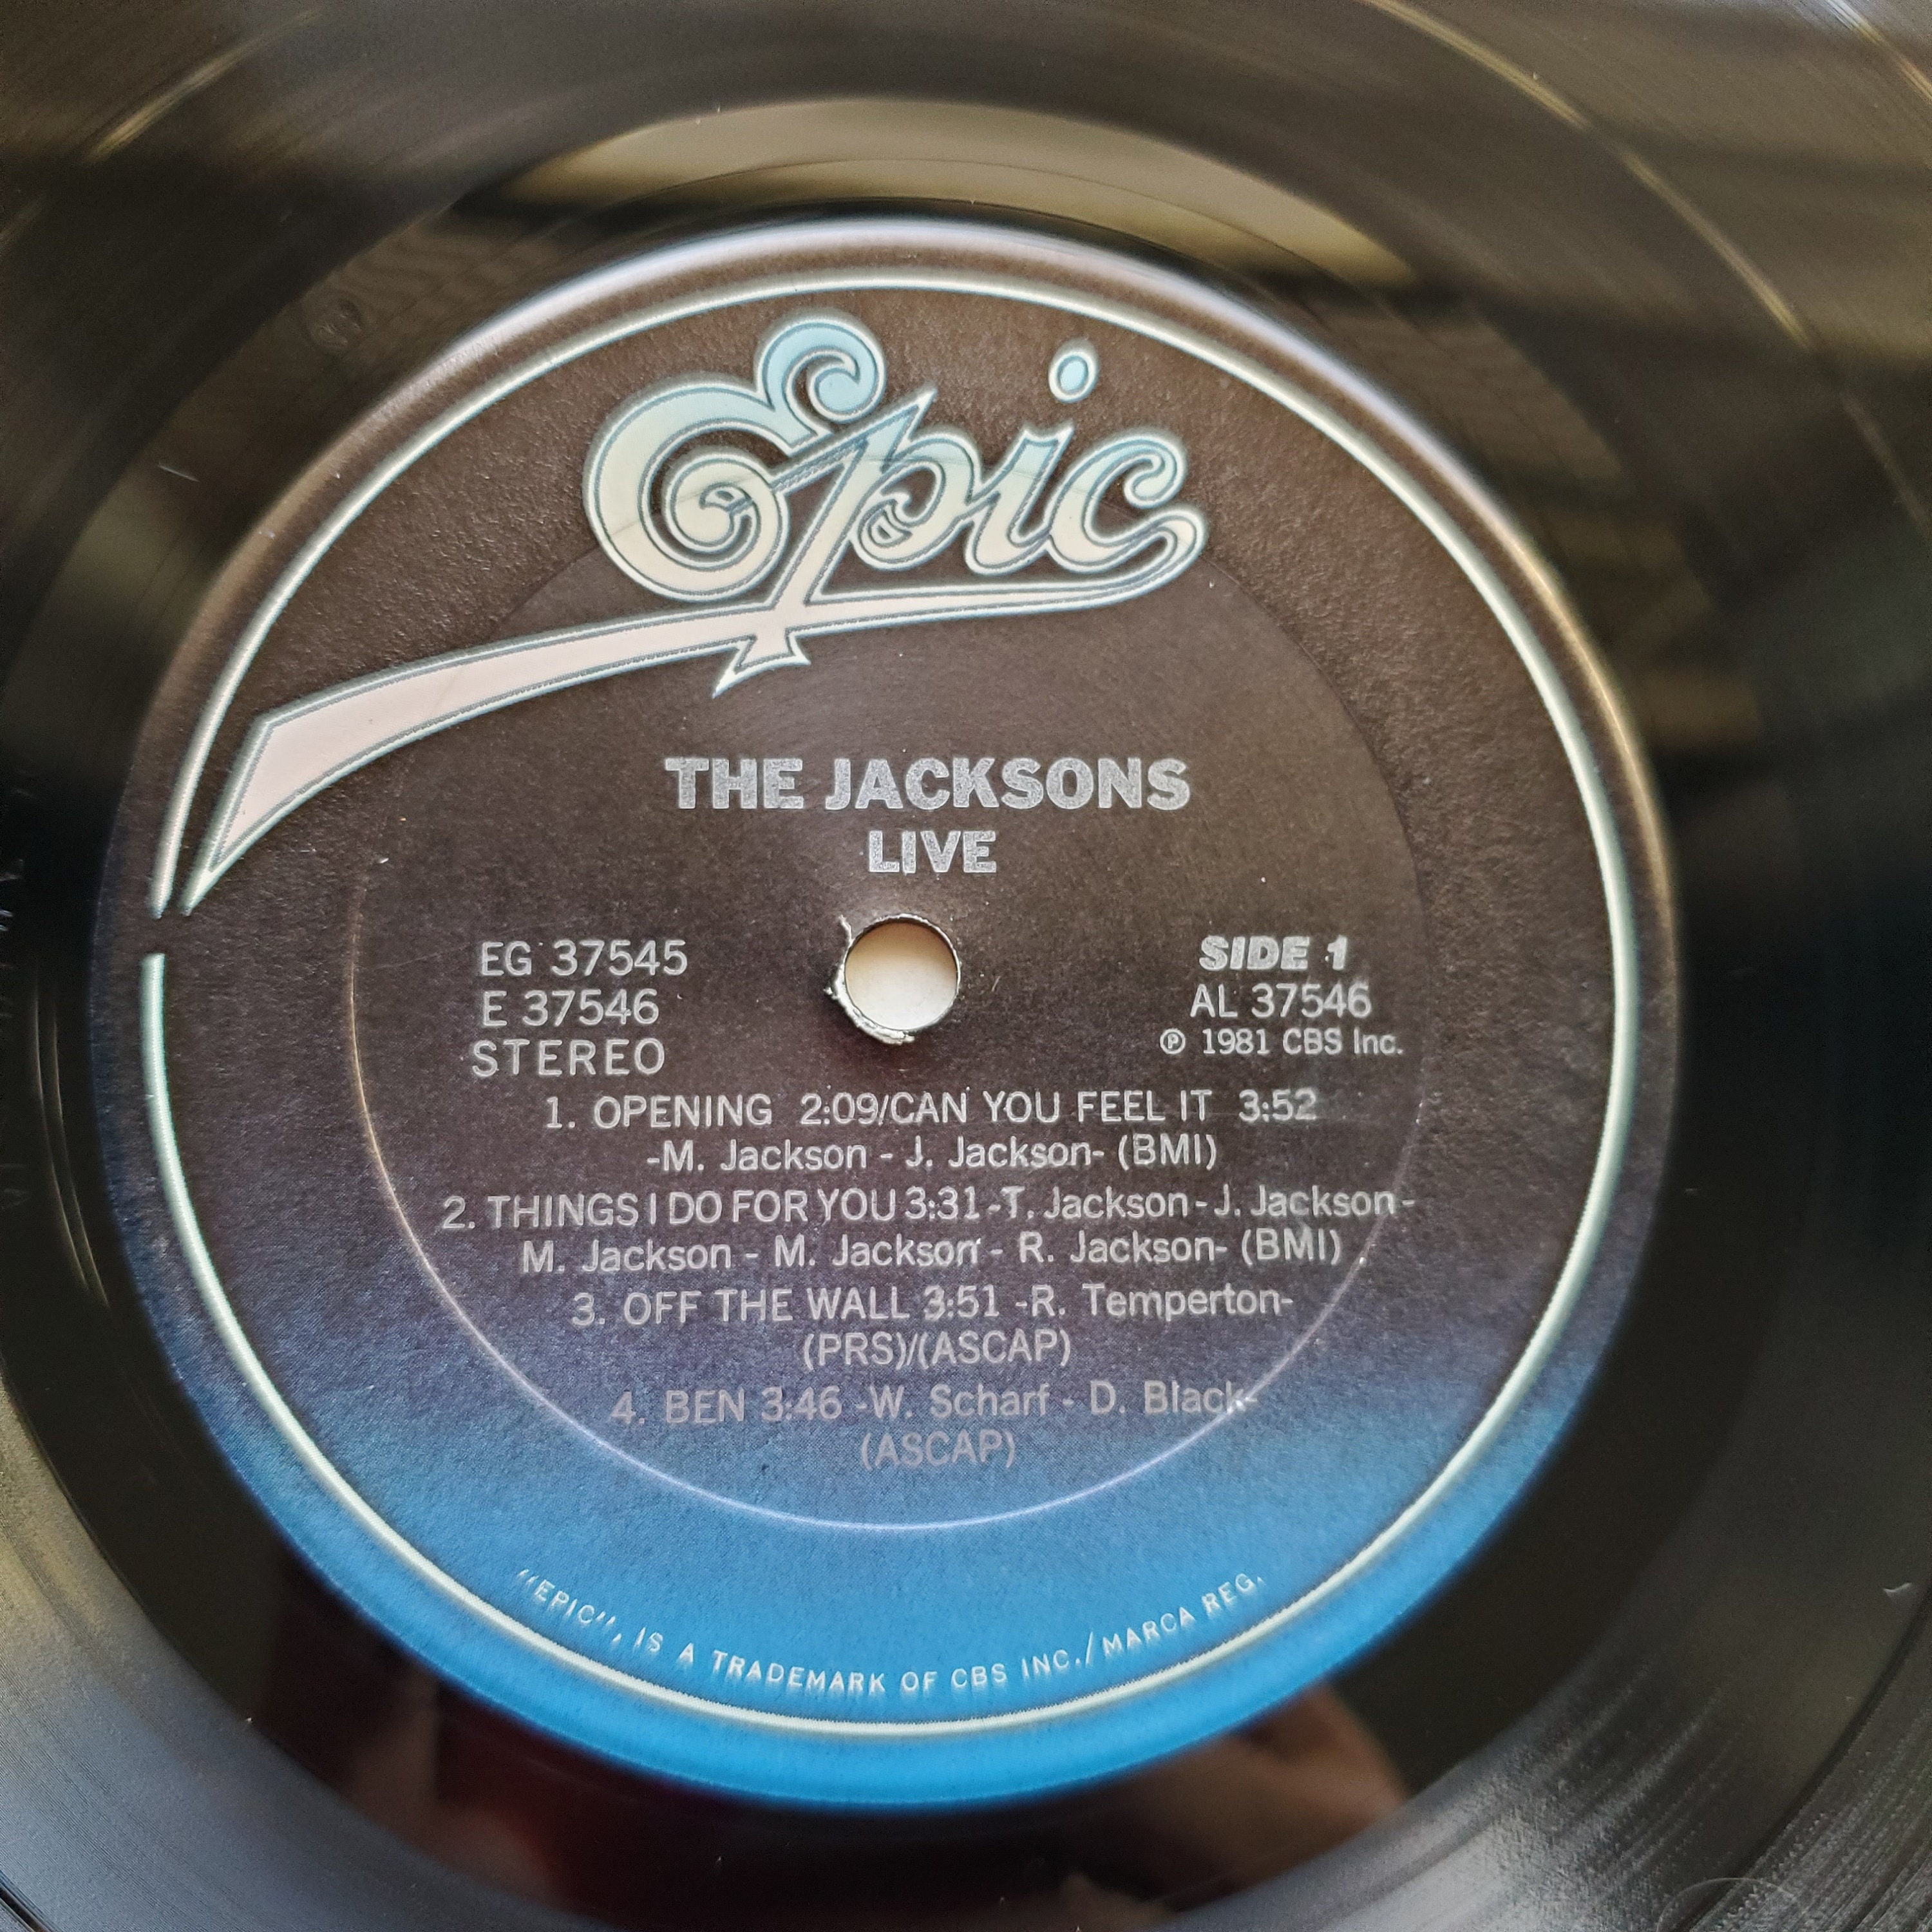 Epic
THE JACKSONS
LIVE
EG 37545
E 37546
STEREO
SIDE 1
AL 37546
℗ 1981 CBS Inc.
1. OPENING 2:09/CAN YOU FEEL IT 3:52
-M. Jackson - J. Jackson- (BMI)
2. THINGS I DO FOR YOU 3:31 -T. Jackson - J. Jackson -
M. Jackson - M. Jackson - R. Jackson- (BMI)
3. OFF THE WALL 3:51 -R. Temperton-
(PRS)/(ASCAP)
4. BEN 3:46 -W. Scharf - D. Black-
(ASCAP)
"EPIC", IS A TRADEMARK OF CBS INC./MARCA REG.